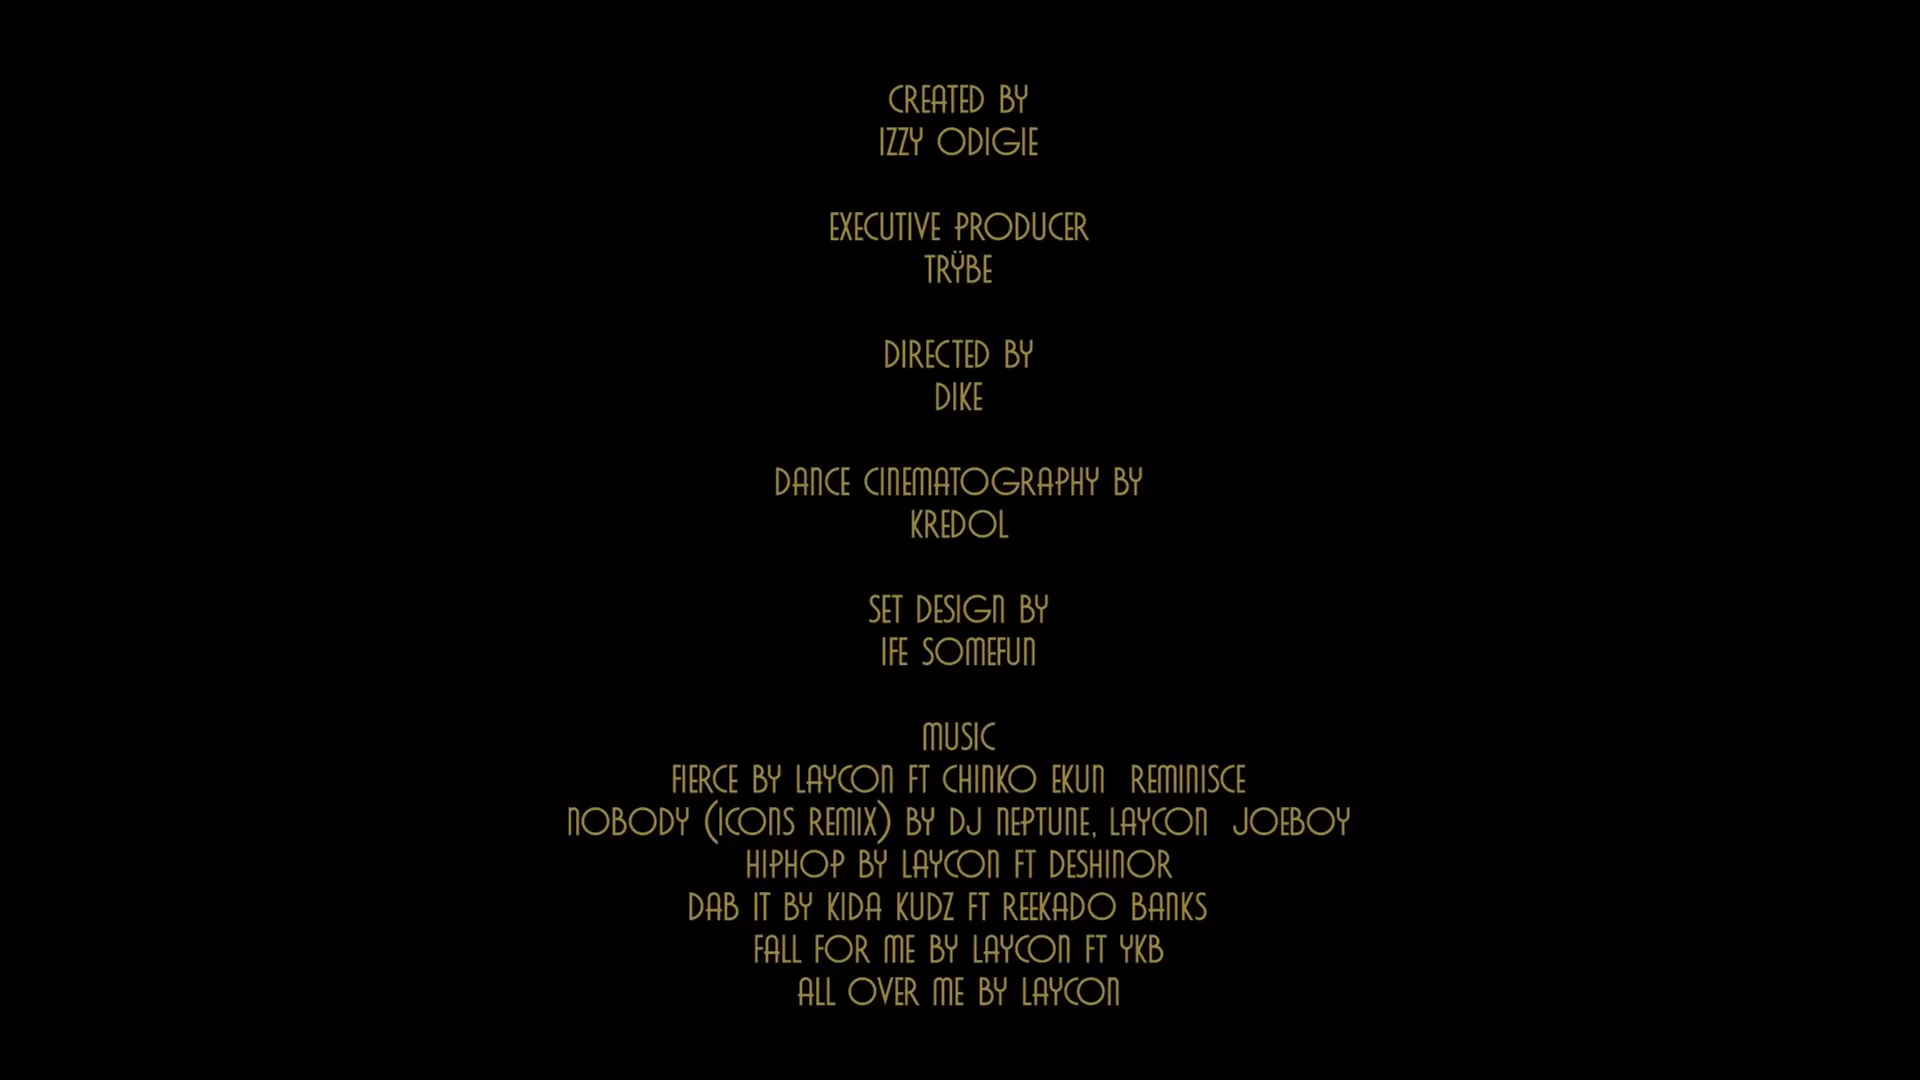 CREATED BY
IZZY ODIGIE
EXECUTIVE PRODUCER
TRŸBE
DIRECTED BY
DIKE
DANCE CINEMATOGRAPHY BY
KREDOL
SET DESIGN BY
IFE SOMEFUN
MUSIC
FIERCE BY LAYCON FT CHINKO EKUN  REMINISCE
NOBODY (ICONS REMIX) BY DJ NEPTUNE, LAYCON  JOEBOY
HIPHOP BY LAYCON FT DESHINOR
DAB IT BY KIDA KUDZ FT REEKADO BANKS
FALL FOR ME BY LAYCON FT YKB
ALL OVER ME BY LAYCON